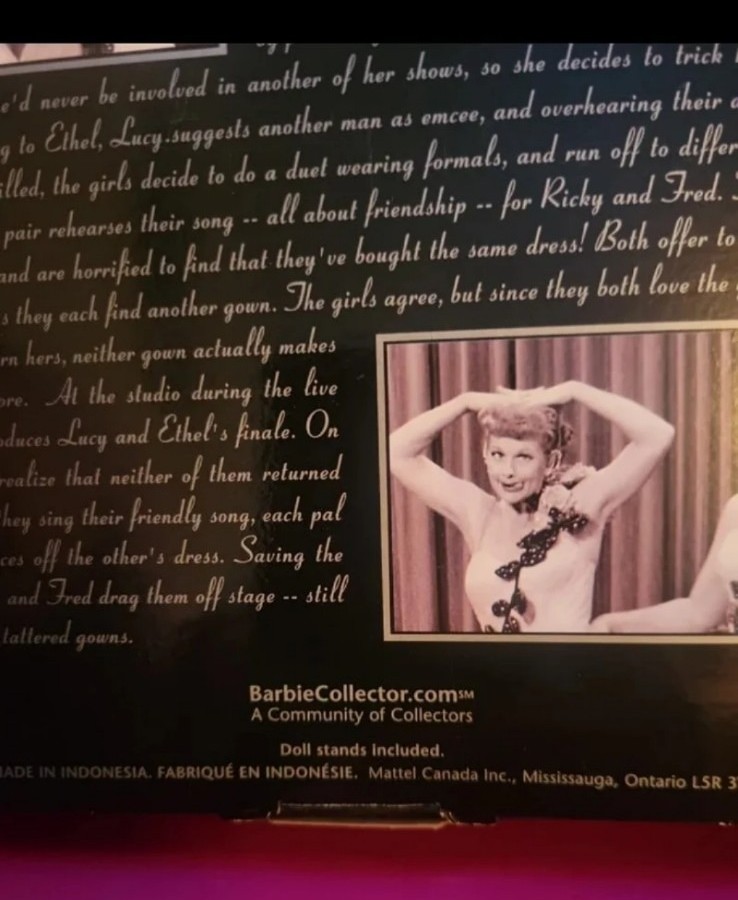 e'd never be involved in another of her shows, so she decides to trick
g to Ethel, Lucy suggests another man as emcee, and overhearing their
illed, the girls decide to do a duet wearing formals, and run off to differ
pair rehearses their song -- all about friendship -- for Ricky and Fred.
and are horrified to find that they've bought the same dress! Both offer to
s they each find another gown. The girls agree, but since they both love the
rn hers, neither gown actually makes
ore. At the studio during the live
oduces Lucy and Ethel's finale. On
realize that neither of them returned
they sing their friendly song, each pal
ces off the other's dress. Saving the
and Fred drag them off stage -- still
tattered gowns.
BarbieCollector.com℠
A Community of Collectors
Doll stands included.
MADE IN INDONESIA. FABRIQUÉ EN INDONÉSIE. Mattel Canada Inc., Mississauga, Ontario L5R 3